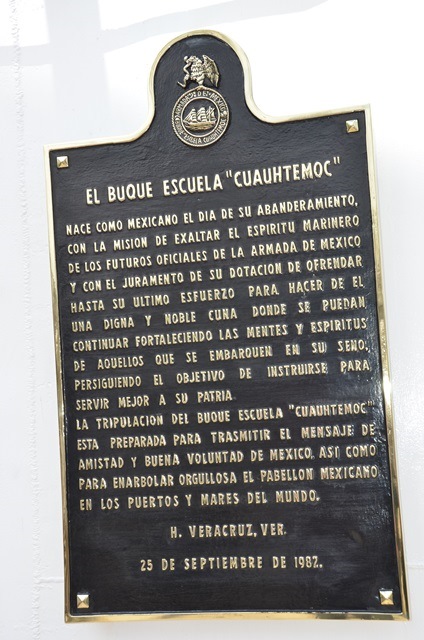 EL BUQUE ESCUELA "CUAUHTEMOC"
NACE COMO MEXICANO EL DIA DE SU ABANDERAMIENTO,
CON LA MISION DE EXALTAR EL ESPIRITU MARINERO
DE LOS FUTUROS OFICIALES DE LA ARMADA DE MEXICO
Y CON EL JURAMENTO DE SU DOTACION DE OFRENDAR
HASTA SU ULTIMO ESFUERZO PARA HACER DE EL
UNA DIGNA Y NOBLE CUNA DONDE SE PUEDAN
CONTINUAR FORTALECIENDO LAS MENTES Y ESPIRITUS
DE AQUELLOS QUE SE EMBARQUEN EN SU SENO,
PERSIGUIENDO EL OBJETIVO DE INSTRUIRSE PARA
SERVIR MEJOR A SU PATRIA.
LA TRIPULACION DEL BUQUE ESCUELA "CUAUHTEMOC"
ESTA PREPARADA PARA TRASMITIR EL MENSAJE DE
AMISTAD Y BUENA VOLUNTAD DE MEXICO. ASI COMO
PARA ENARBOLAR ORGULLOSA EL PABELLON MEXICANO
EN LOS PUERTOS Y MARES DEL MUNDO.
H. VERACRUZ, VER.
25 DE SEPTIEMBRE DE 1982.